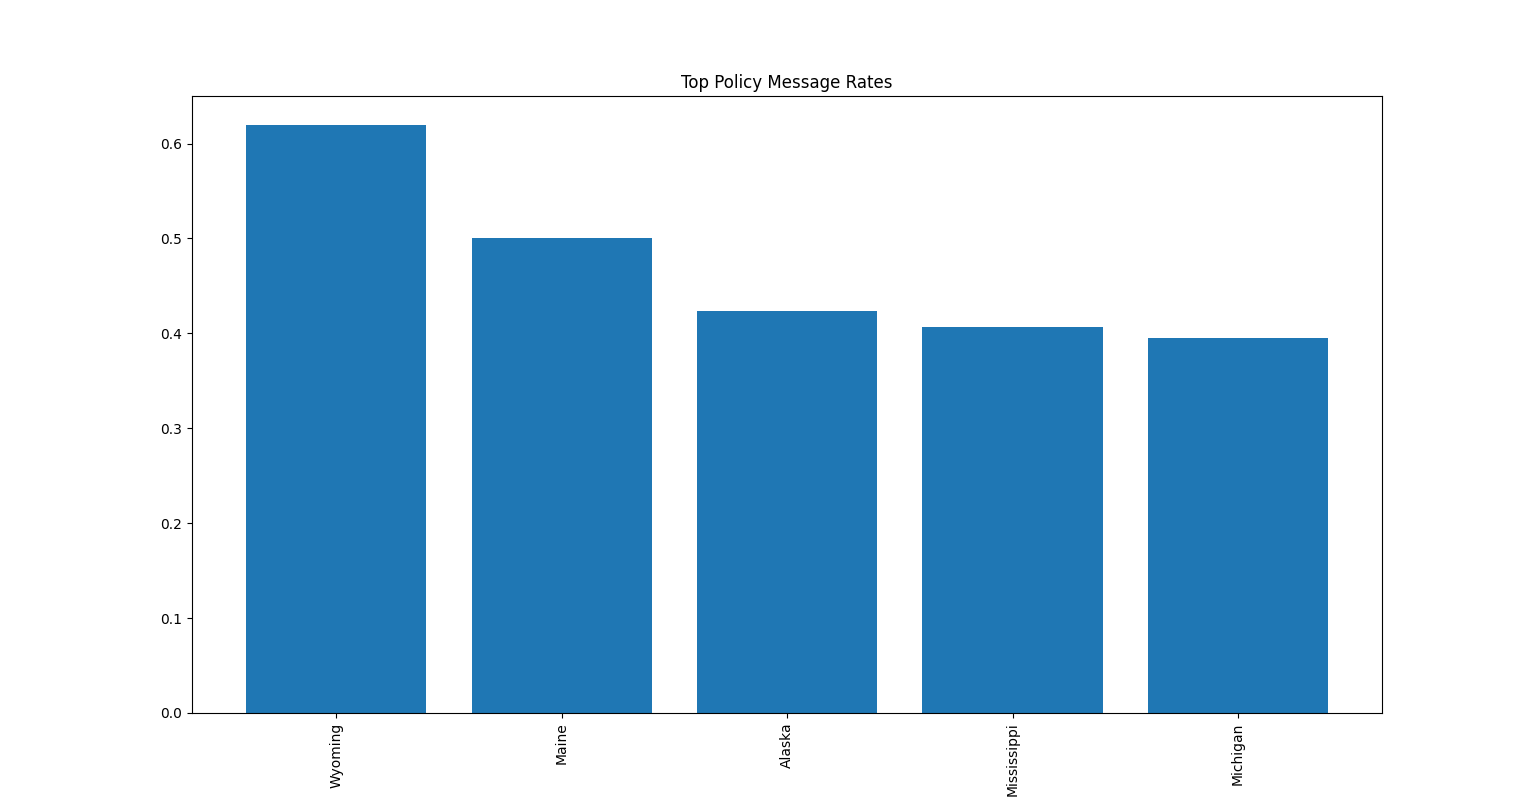 Top Policy Message Rates
0.6
0.5
0.4
0.3
0.2
0.1
0.0
Wyoming
Maine
Alaska
Mississippi
Michigan